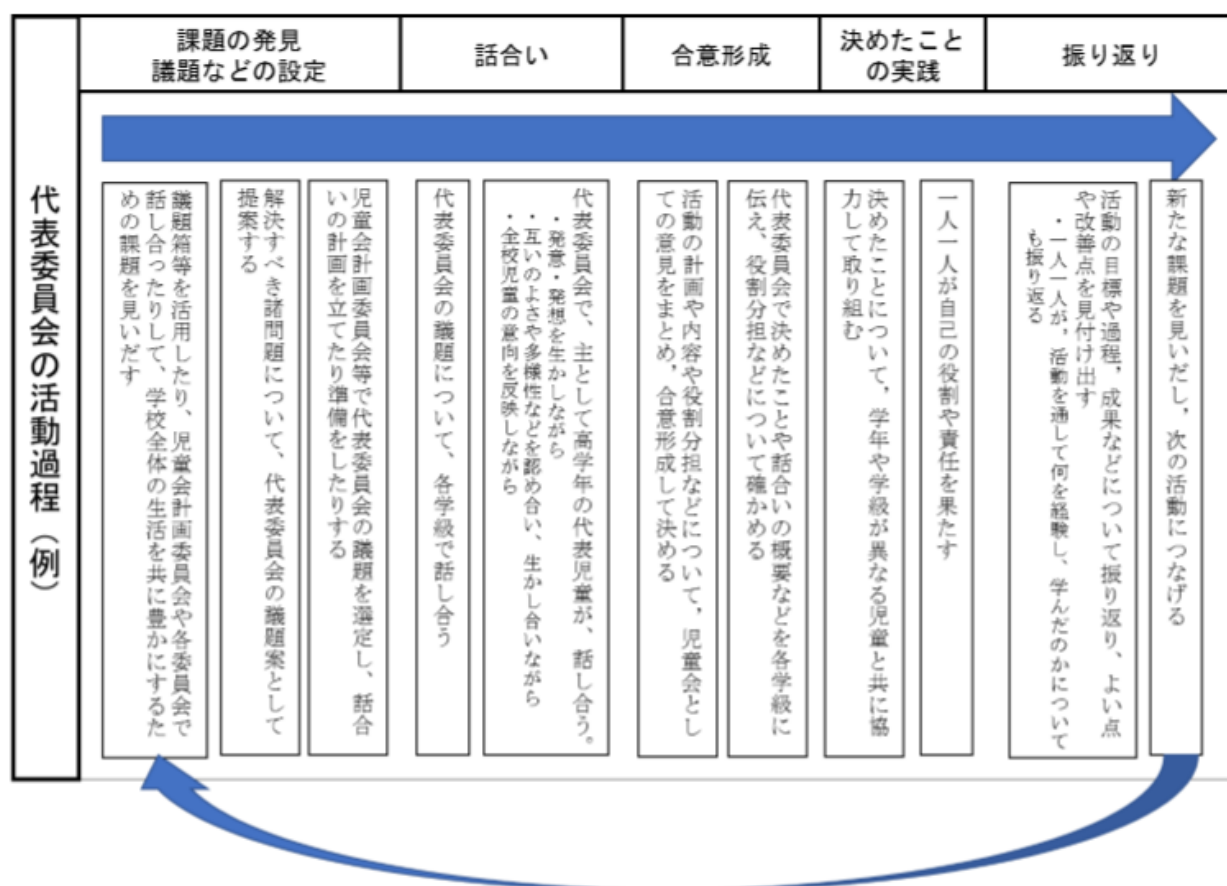 代表委員会の活動過程（例）
課題の発見
議題などの設定
話合い
合意形成
決めたこと
の実践
振り返り
議題箱等を活用したり、児童会計画委員会や各委員会で
話し合ったりして、学校全体の生活を共に豊かにするた
めの課題を見いだす
解決すべき諸問題について、代表委員会の議題案として
提案する
児童会計画委員会等で代表委員会の議題を選定し、話合
いの計画を立てたり準備をしたりする
代表委員会の議題について、各学級で話し合う
代表委員会で、主として高学年の代表児童が、話し合う。
・発意・発想を生かしながら
・互いのよさや多様性などを認め合い、生かし合いながら
・全校児童の意向を反映しながら
活動の計画や内容や役割分担などについて，児童会とし
ての意見をまとめ，合意形成して決める
代表委員会で決めたことや話合いの概要などを各学級に
伝え、役割分担などについて確かめる
決めたことについて，学年や学級が異なる児童と共に協
力して取り組む
一人一人が自己の役割や責任を果たす
活動の目標や過程，成果などについて振り返り、よい点
や改善点を見付け出す
・一人一人が，活動を通して何を経験し、学んだのかについて
も振り返る
新たな課題を見いだし，次の活動につなげる